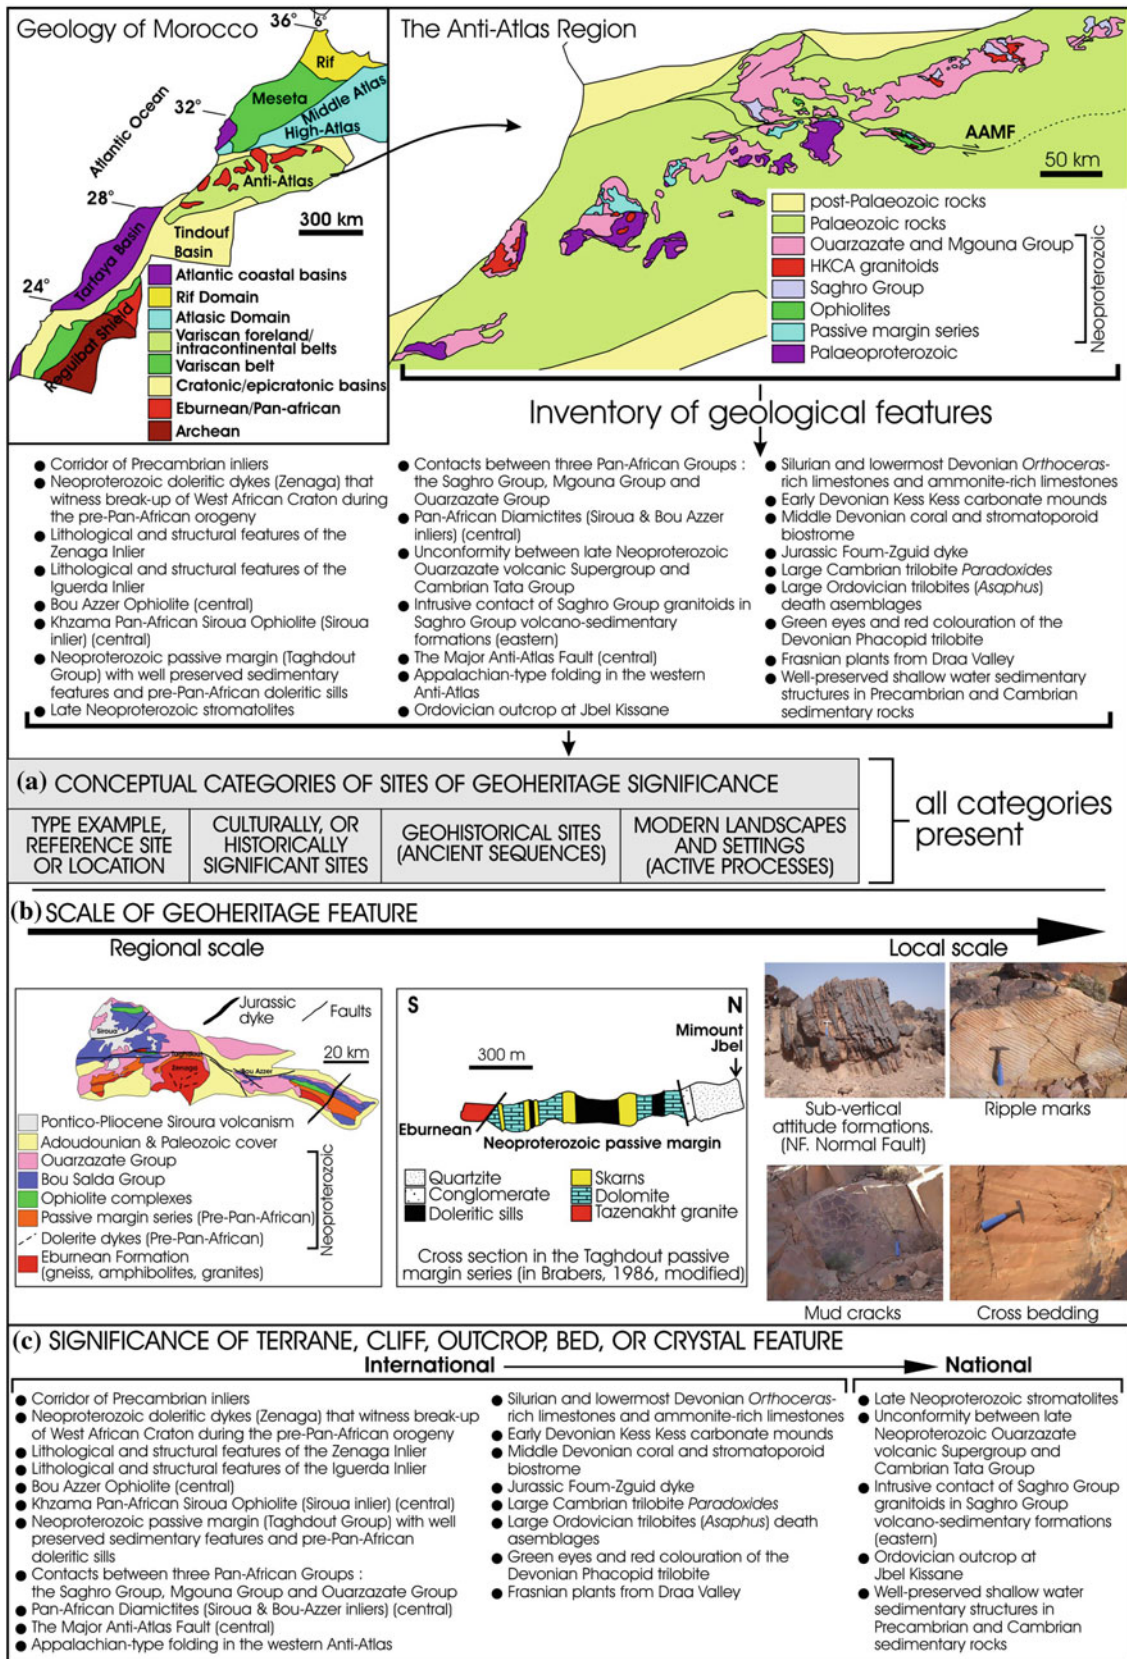 Geology of Morocco
36°
6°
Rif
Meseta
Middle Atlas
High-Atlas
32°
Atlantic Ocean
Anti-Atlas
28°
300 km
Tindouf
Basin
Tarfaya Basin
24°
Reguibat Shield
Atlantic coastal basins
Rif Domain
Atlasic Domain
Variscan foreland/
intracontinental belts
Variscan belt
Cratonic/epicratonic basins
Eburnean/Pan-african
Archean
The Anti-Atlas Region
AAMF
50 km
post-Palaeozoic rocks
Palaeozoic rocks
Ouarzazate and Mgouna Group
HKCA granitoids
Saghro Group
Ophiolites
Passive margin series
Palaeoproterozoic
Neoproterozoic
Inventory of geological features
● Corridor of Precambrian inliers
● Neoproterozoic doleritic dykes (Zenaga) that
witness break-up of West African Craton during
the pre-Pan-African orogeny
● Lithological and structural features of the
Zenaga Inlier
● Lithological and structural features of the
Iguerda Inlier
● Bou Azzer Ophiolite (central)
● Khzama Pan-African Siroua Ophiolite (Siroua
inlier) (central)
● Neoproterozoic passive margin (Taghdout
Group) with well preserved sedimentary
features and pre-Pan-African doleritic sills
● Late Neoproterozoic stromatolites
● Contacts between three Pan-African Groups :
the Saghro Group, Mgouna Group and
Ouarzazate Group
● Pan-African Diamictites (Siroua & Bou Azzer
inliers) (central)
● Unconformity between late Neoproterozoic
Ouarzazate volcanic Supergroup and
Cambrian Tata Group
● Intrusive contact of Saghro Group granitoids in
Saghro Group volcano-sedimentary
formations (eastern)
● The Major Anti-Atlas Fault (central)
● Appalachian-type folding in the western
Anti-Atlas
● Ordovician outcrop at Jbel Kissane
● Silurian and lowermost Devonian Orthoceras-
rich limestones and ammonite-rich limestones
● Early Devonian Kess Kess carbonate mounds
● Middle Devonian coral and stromatoporoid
biostrome
● Jurassic Foum-Zguid dyke
● Large Cambrian trilobite Paradoxides
● Large Ordovician trilobites (Asaphus)
death asemblages
● Green eyes and red colouration of the
Devonian Phacopid trilobite
● Frasnian plants from Draa Valley
● Well-preserved shallow water sedimentary
structures in Precambrian and Cambrian
sedimentary rocks
(a) CONCEPTUAL CATEGORIES OF SITES OF GEOHERITAGE SIGNIFICANCE
TYPE EXAMPLE,
REFERENCE SITE
OR LOCATION
CULTURALLY, OR
HISTORICALLY
SIGNIFICANT SITES
GEOHISTORICAL SITES
(ANCIENT SEQUENCES)
MODERN LANDSCAPES
AND SETTINGS
(ACTIVE PROCESSES)
all categories
present
(b) SCALE OF GEOHERITAGE FEATURE
Regional scale
Local scale
Jurassic
dyke
Faults
20 km
Siroua
Taghdout
Zenaga
Bou Azzer
Pontico-Pliocene Siroura volcanism
Adoudounian & Paleozoic cover
Ouarzazate Group
Bou Salda Group
Ophiolite complexes
Passive margin series (Pre-Pan-African)
Dolerite dykes (Pre-Pan-African)
Eburnean Formation
(gneiss, amphibolites, granites)
Neoproterozoic
S
N
Mimount
Jbel
300 m
Eburnean
Neoproterozoic passive margin
Quartzite
Conglomerate
Doleritic sills
Skarns
Dolomite
Tazenakht granite
Cross section in the Taghdout passive
margin series (in Brabers, 1986, modified)
Sub-vertical
attitude formations.
(NF. Normal Fault)
Ripple marks
Mud cracks
Cross bedding
(c) SIGNIFICANCE OF TERRANE, CLIFF, OUTCROP, BED, OR CRYSTAL FEATURE
International
National
● Corridor of Precambrian inliers
● Neoproterozoic doleritic dykes (Zenaga) that witness break-up
of West African Craton during the pre-Pan-African orogeny
● Lithological and structural features of the Zenaga Inlier
● Lithological and structural features of the Iguerda Inlier
● Bou Azzer Ophiolite (central)
● Khzama Pan-African Siroua Ophiolite (Siroua inlier) (central)
● Neoproterozoic passive margin (Taghdout Group) with well
preserved sedimentary features and pre-Pan-African
doleritic sills
● Contacts between three Pan-African Groups :
the Saghro Group, Mgouna Group and Ouarzazate Group
● Pan-African Diamictites (Siroua & Bou-Azzer inliers) (central)
● The Major Anti-Atlas Fault (central)
● Appalachian-type folding in the western Anti-Atlas
● Silurian and lowermost Devonian Orthoceras-
rich limestones and ammonite-rich limestones
● Early Devonian Kess Kess carbonate mounds
● Middle Devonian coral and stromatoporoid
biostrome
● Jurassic Foum-Zguid dyke
● Large Cambrian trilobite Paradoxides
● Large Ordovician trilobites (Asaphus) death
asemblages
● Green eyes and red colouration of the
Devonian Phacopid trilobite
● Frasnian plants from Draa Valley
● Late Neoproterozoic stromatolites
● Unconformity between late
Neoproterozoic Ouarzazate
volcanic Supergroup and
Cambrian Tata Group
● Intrusive contact of Saghro Group
granitoids in Saghro Group
volcano-sedimentary formations
(eastern)
● Ordovician outcrop at
Jbel Kissane
● Well-preserved shallow water
sedimentary structures in
Precambrian and Cambrian
sedimentary rocks